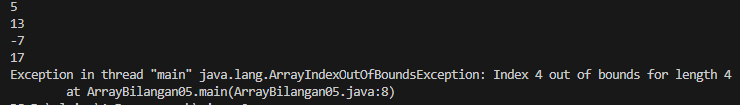 5
13
-7
17
Exception in thread "main" java.lang.ArrayIndexOutOfBoundsException: Index 4 out of bounds for length 4
at ArrayBilangan05.main(ArrayBilangan05.java:8)